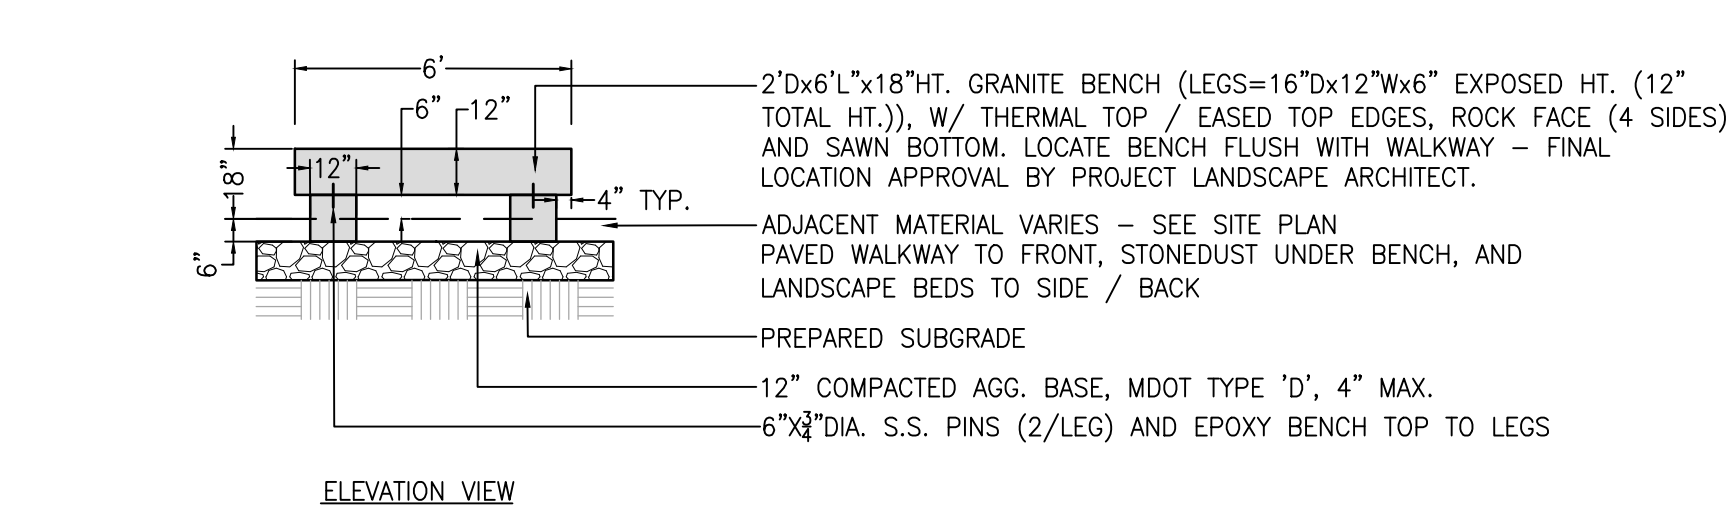 6'
6" 12"
12"
18"
4" TYP.
6"
2'Dx6'L"x18"HT. GRANITE BENCH (LEGS=16"Dx12"Wx6" EXPOSED HT. (12"
TOTAL HT.)), W/ THERMAL TOP / EASED TOP EDGES, ROCK FACE (4 SIDES)
AND SAWN BOTTOM. LOCATE BENCH FLUSH WITH WALKWAY – FINAL
LOCATION APPROVAL BY PROJECT LANDSCAPE ARCHITECT.
ADJACENT MATERIAL VARIES – SEE SITE PLAN
PAVED WALKWAY TO FRONT, STONEDUST UNDER BENCH, AND
LANDSCAPE BEDS TO SIDE / BACK
PREPARED SUBGRADE
12" COMPACTED AGG. BASE, MDOT TYPE 'D', 4" MAX.
6"X¾"DIA. S.S. PINS (2/LEG) AND EPOXY BENCH TOP TO LEGS
ELEVATION VIEW